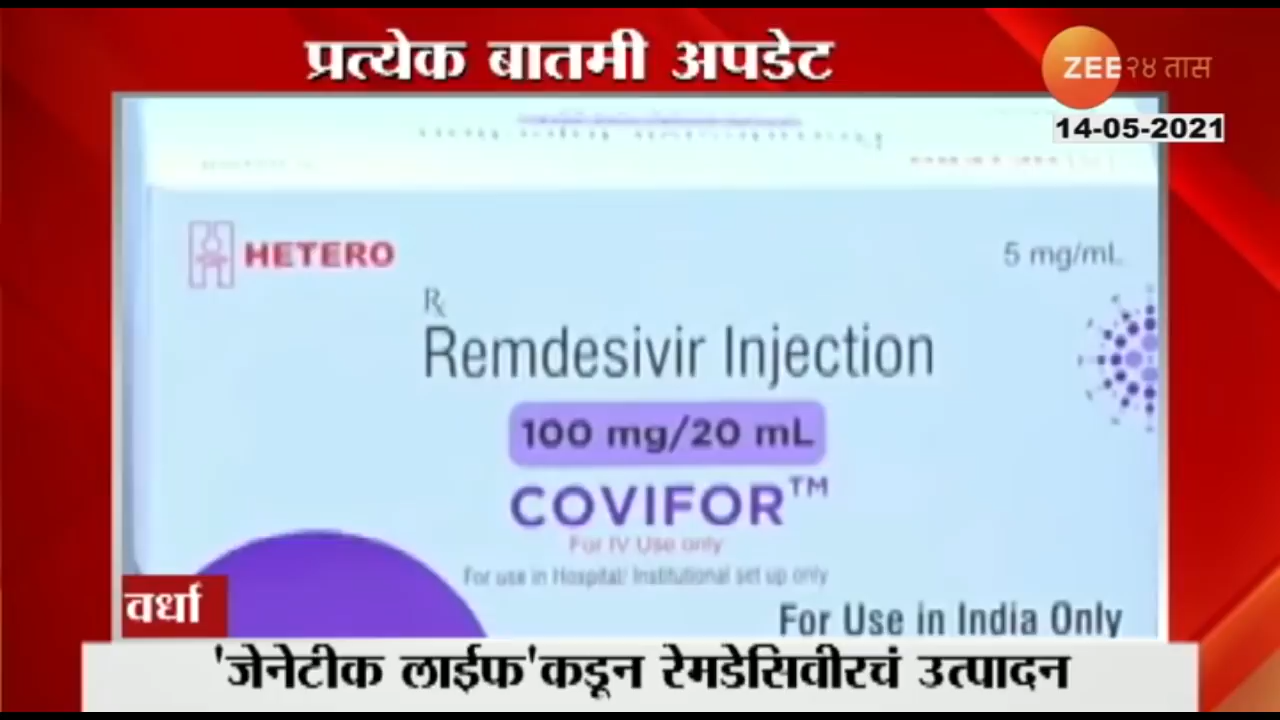 प्रत्येक बातमी अपडेट
ZEE २४ तास
14-05-2021
HETERO
5 mg/mL
Rx
Remdesivir Injection
100 mg/20 mL
COVIFOR™
For IV Use only
For use in Hospital/ Institutional set up only
For Use in India Only
वर्धा
'जेनेटीक लाईफ'कडून रेमडेसिवीरचं उत्पादन